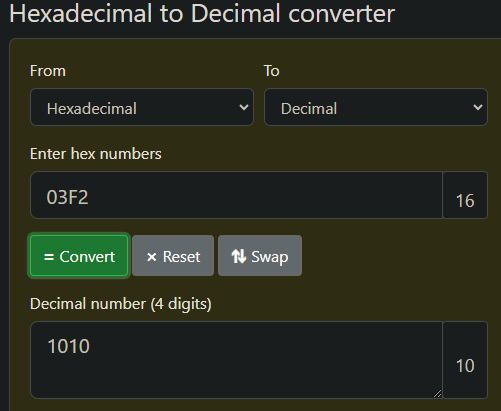 Hexadecimal to Decimal converter
From To
Hexadecimal Decimal
Enter hex numbers
03F2 16
= Convert × Reset ⇅ Swap
Decimal number (4 digits)
1010 10